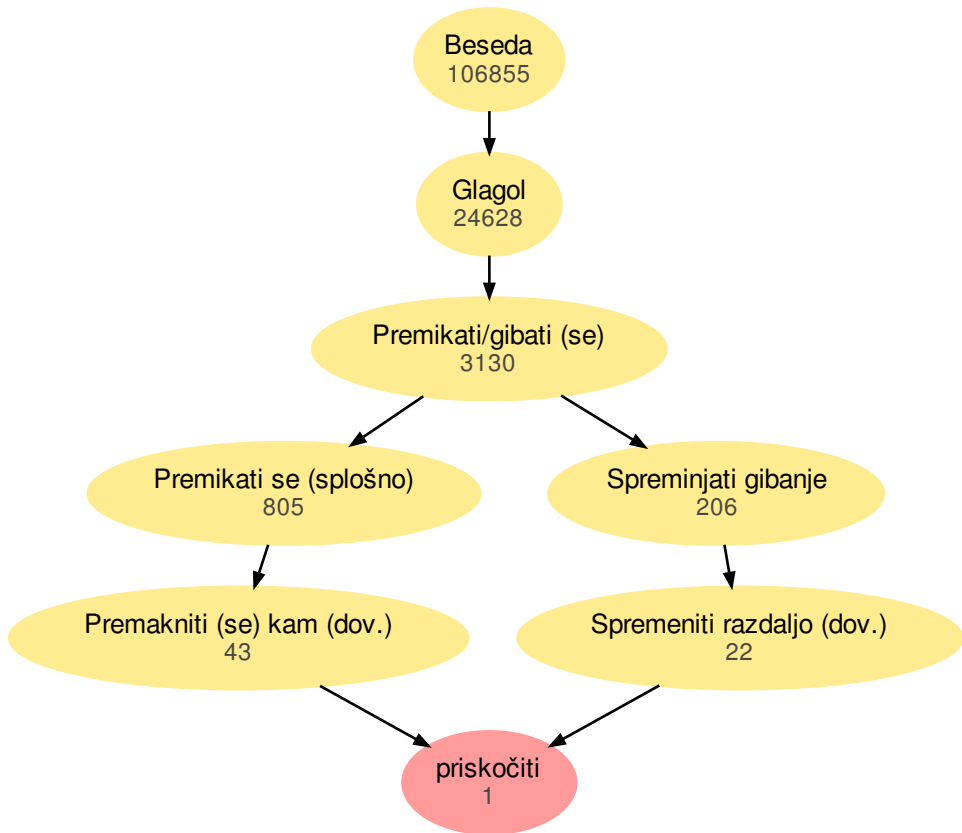 Beseda
106855
Glagol
24628
Premikati/gibati (se)
3130
Premikati se (splošno)
805
Spreminjati gibanje
206
Premakniti (se) kam (dov.)
43
Spremeniti razdaljo (dov.)
22
priskočiti
1